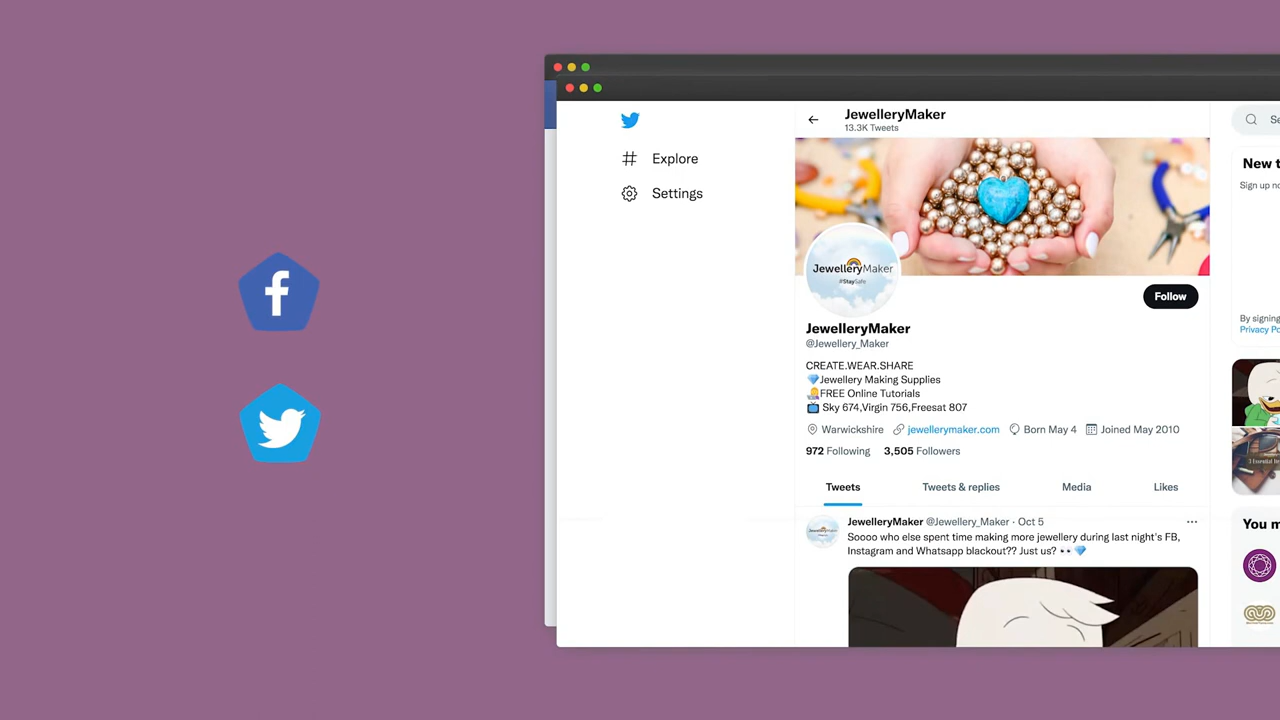 JewelleryMaker
13.3K Tweets
Explore
Settings
JewelleryMaker
#StaySafe
Follow
JewelleryMaker
@Jewellery_Maker
CREATE.WEAR.SHARE
💎Jewellery Making Supplies
👷‍♀️FREE Online Tutorials
📺 Sky 674,Virgin 756,Freesat 807
Warwickshire jewellerymaker.com Born May 4 Joined May 2010
972 Following 3,505 Followers
Tweets Tweets & replies Media Likes
JewelleryMaker @Jewellery_Maker · Oct 5
Soooo who else spent time making more jewellery during last night's FB,
Instagram and Whatsapp blackout?? Just us? 👀 💎
Se
New t
Sign up no
By signing
Privacy Po
3 Essential
You m